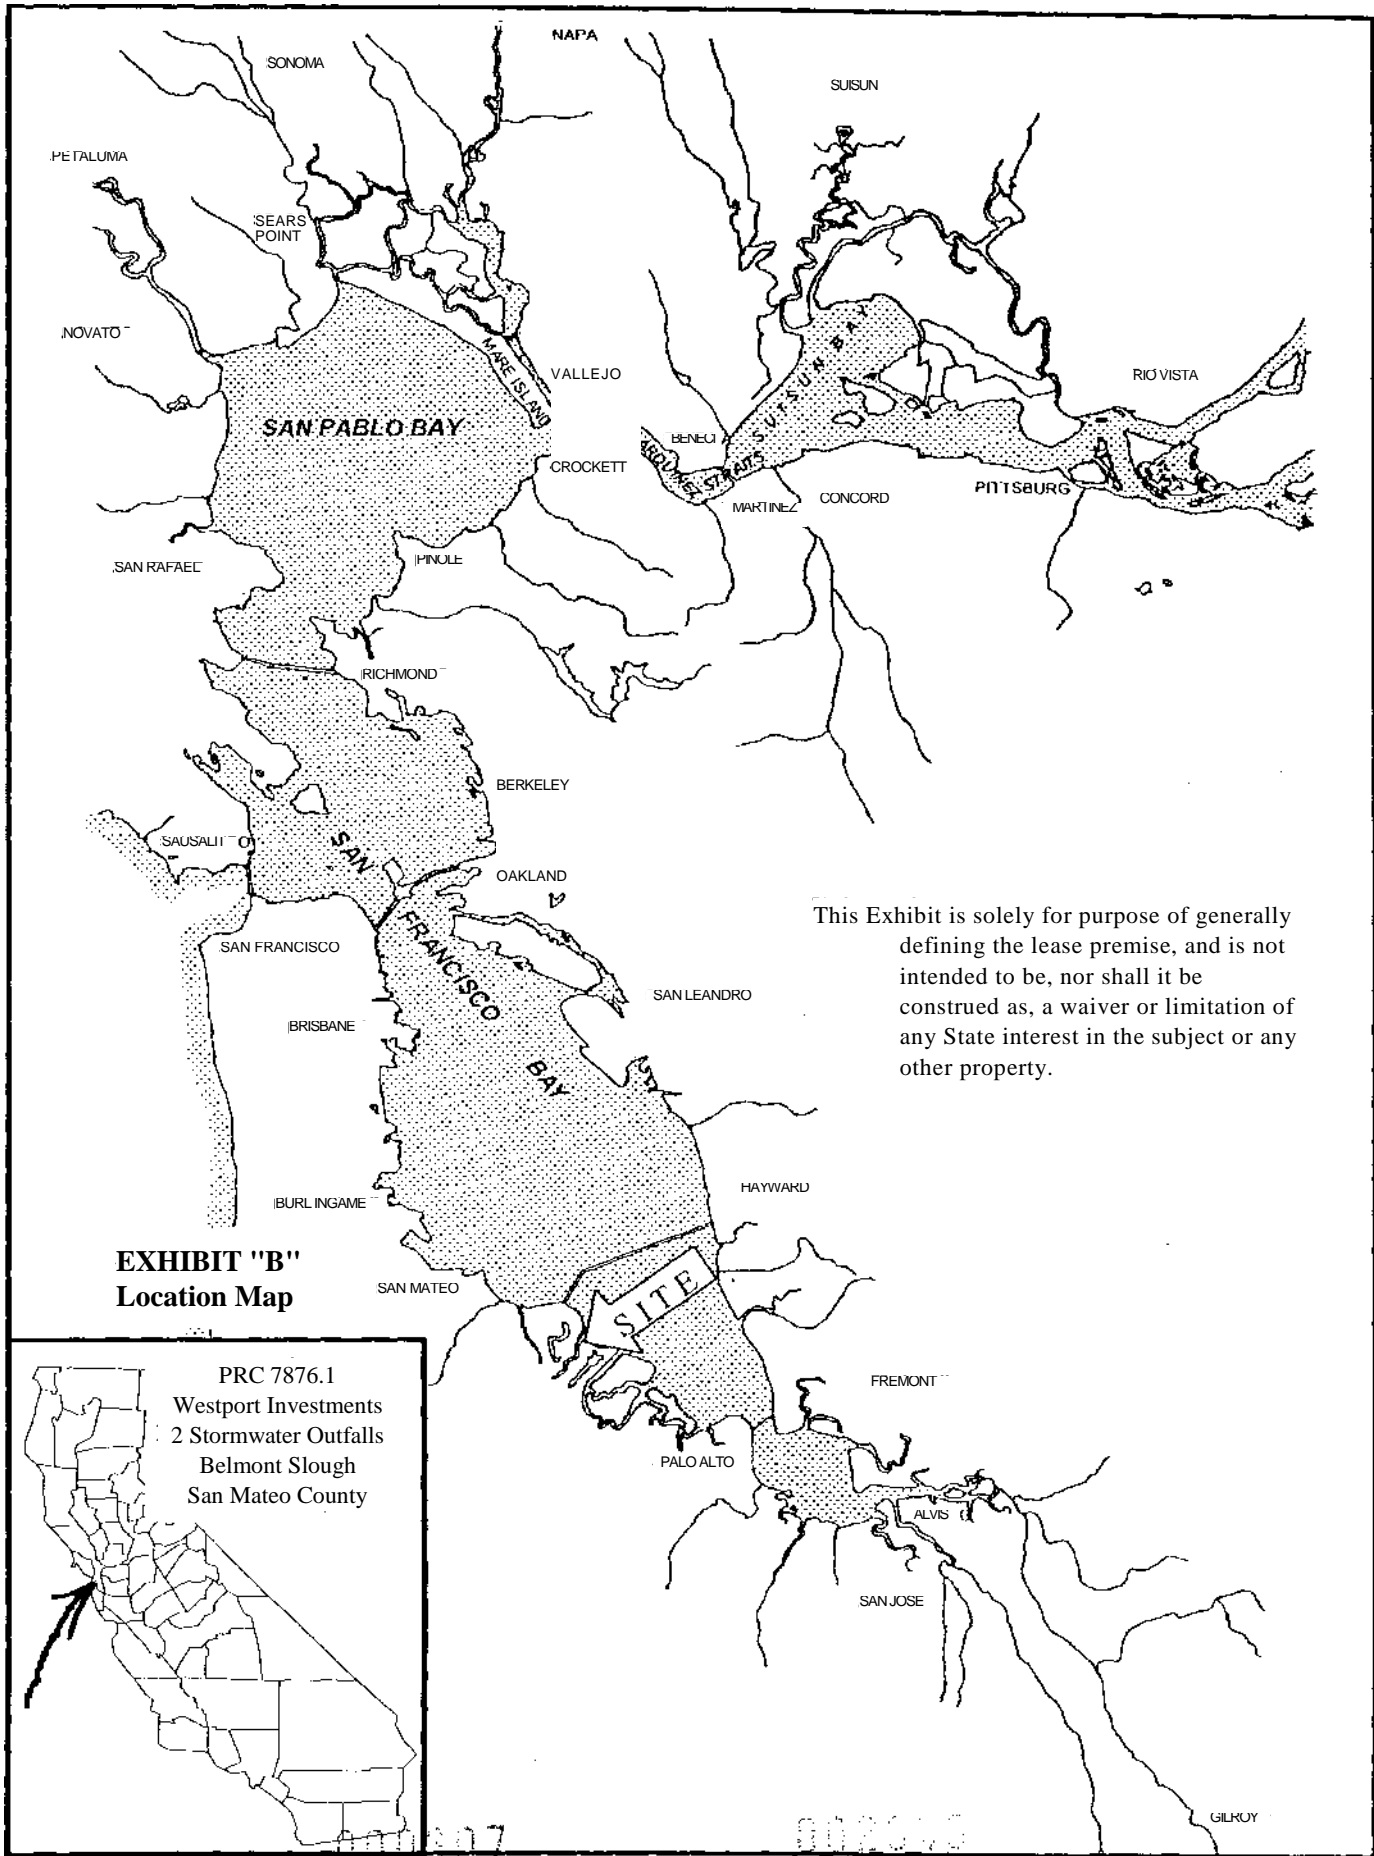 NAPA
SONOMA
SUISUN
PETALUMA
SEARS
POINT
NOVATO
MARE ISLAND
VALLEJO
SUTSUN BAY
RIO VISTA
SAN PABLO BAY
BENECI A
CROCKETT
ARQUINEZ STRAITS
PITTSBURG
CONCORD
MARTINEZ
SAN RAFAEL
PINOLE
RICHMOND
BERKELEY
SAUSALIT O
SAN
FRANCISCO
BAY
OAKLAND
This Exhibit is solely for purpose of generally
defining the lease premise, and is not
intended to be, nor shall it be
construed as, a waiver or limitation of
any State interest in the subject or any
other property.
SAN FRANCISCO
SAN LEANDRO
BRISBANE
HAYWARD
BURLINGAME
EXHIBIT "B"
Location Map
SAN MATEO
SITE
PRC 7876.1
Westport Investments
2 Stormwater Outfalls
Belmont Slough
San Mateo County
FREMONT
PALO ALTO
ALVIS
SAN JOSE
GILROY